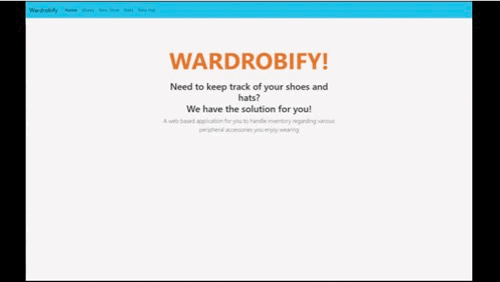 Wardrobify Home Shoes New Shoe Hats New Hat
WARDROBIFY!
Need to keep track of your shoes and
hats?
We have the solution for you!
A web based application for you to handle inventory regarding various
peripheral accessories you enjoy wearing